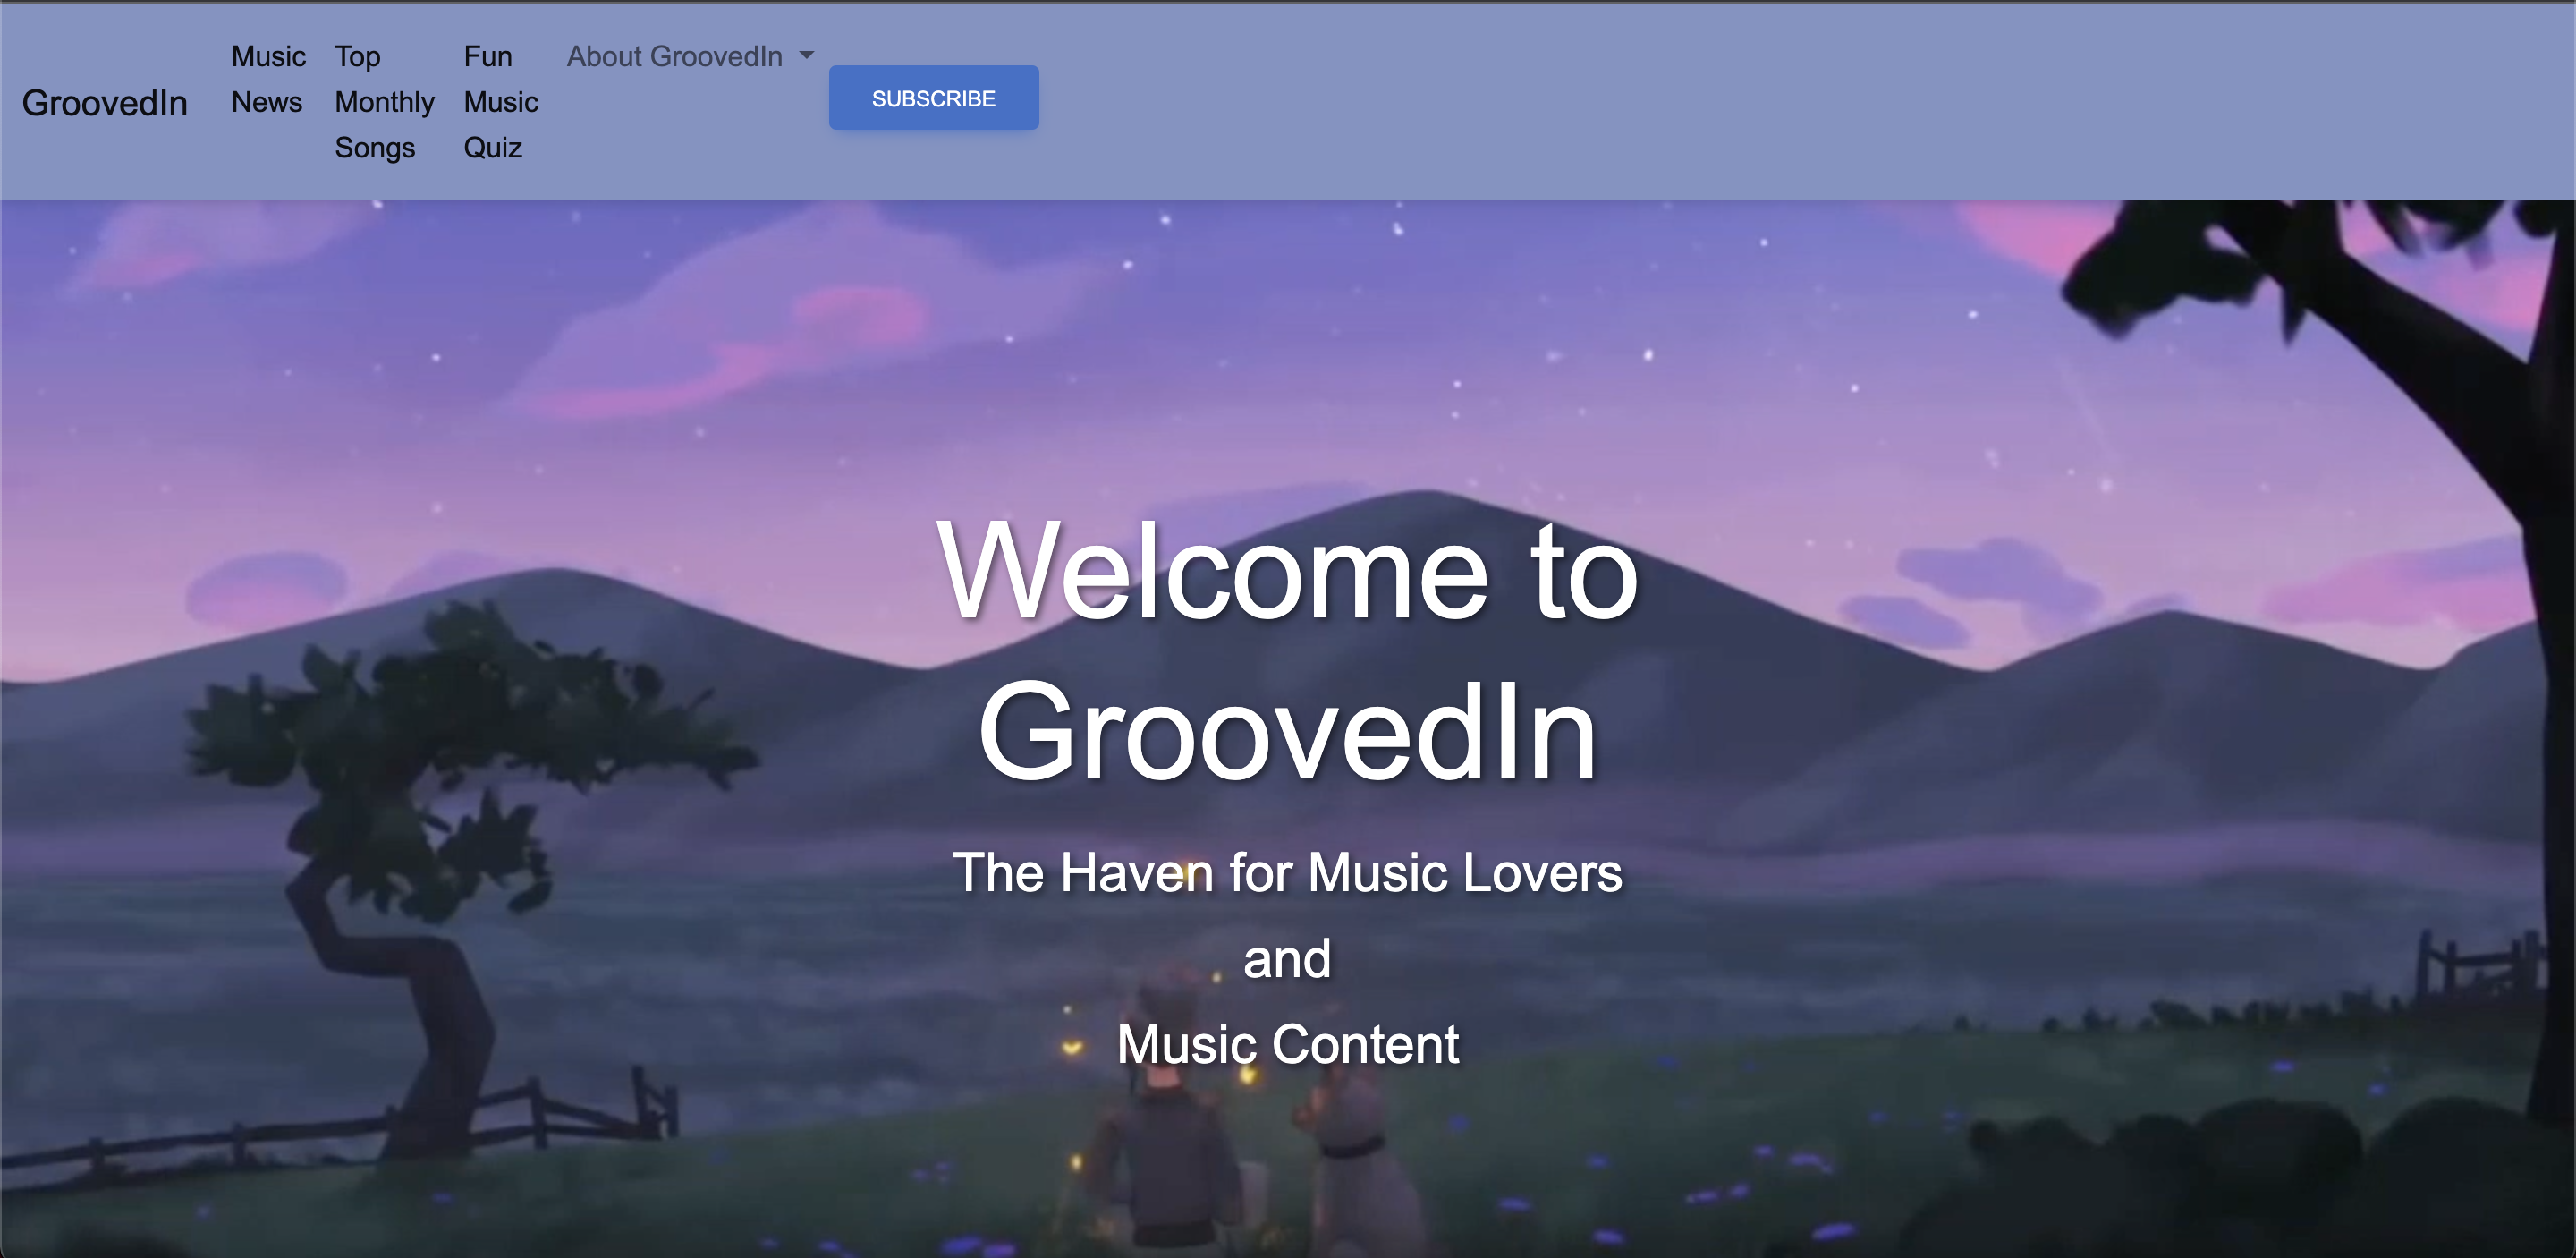 GroovedIn
Music
News
Top
Monthly
Songs
Fun
Music
Quiz
About GroovedIn
SUBSCRIBE
Welcome to
GroovedIn
The Haven for Music Lovers
and
Music Content